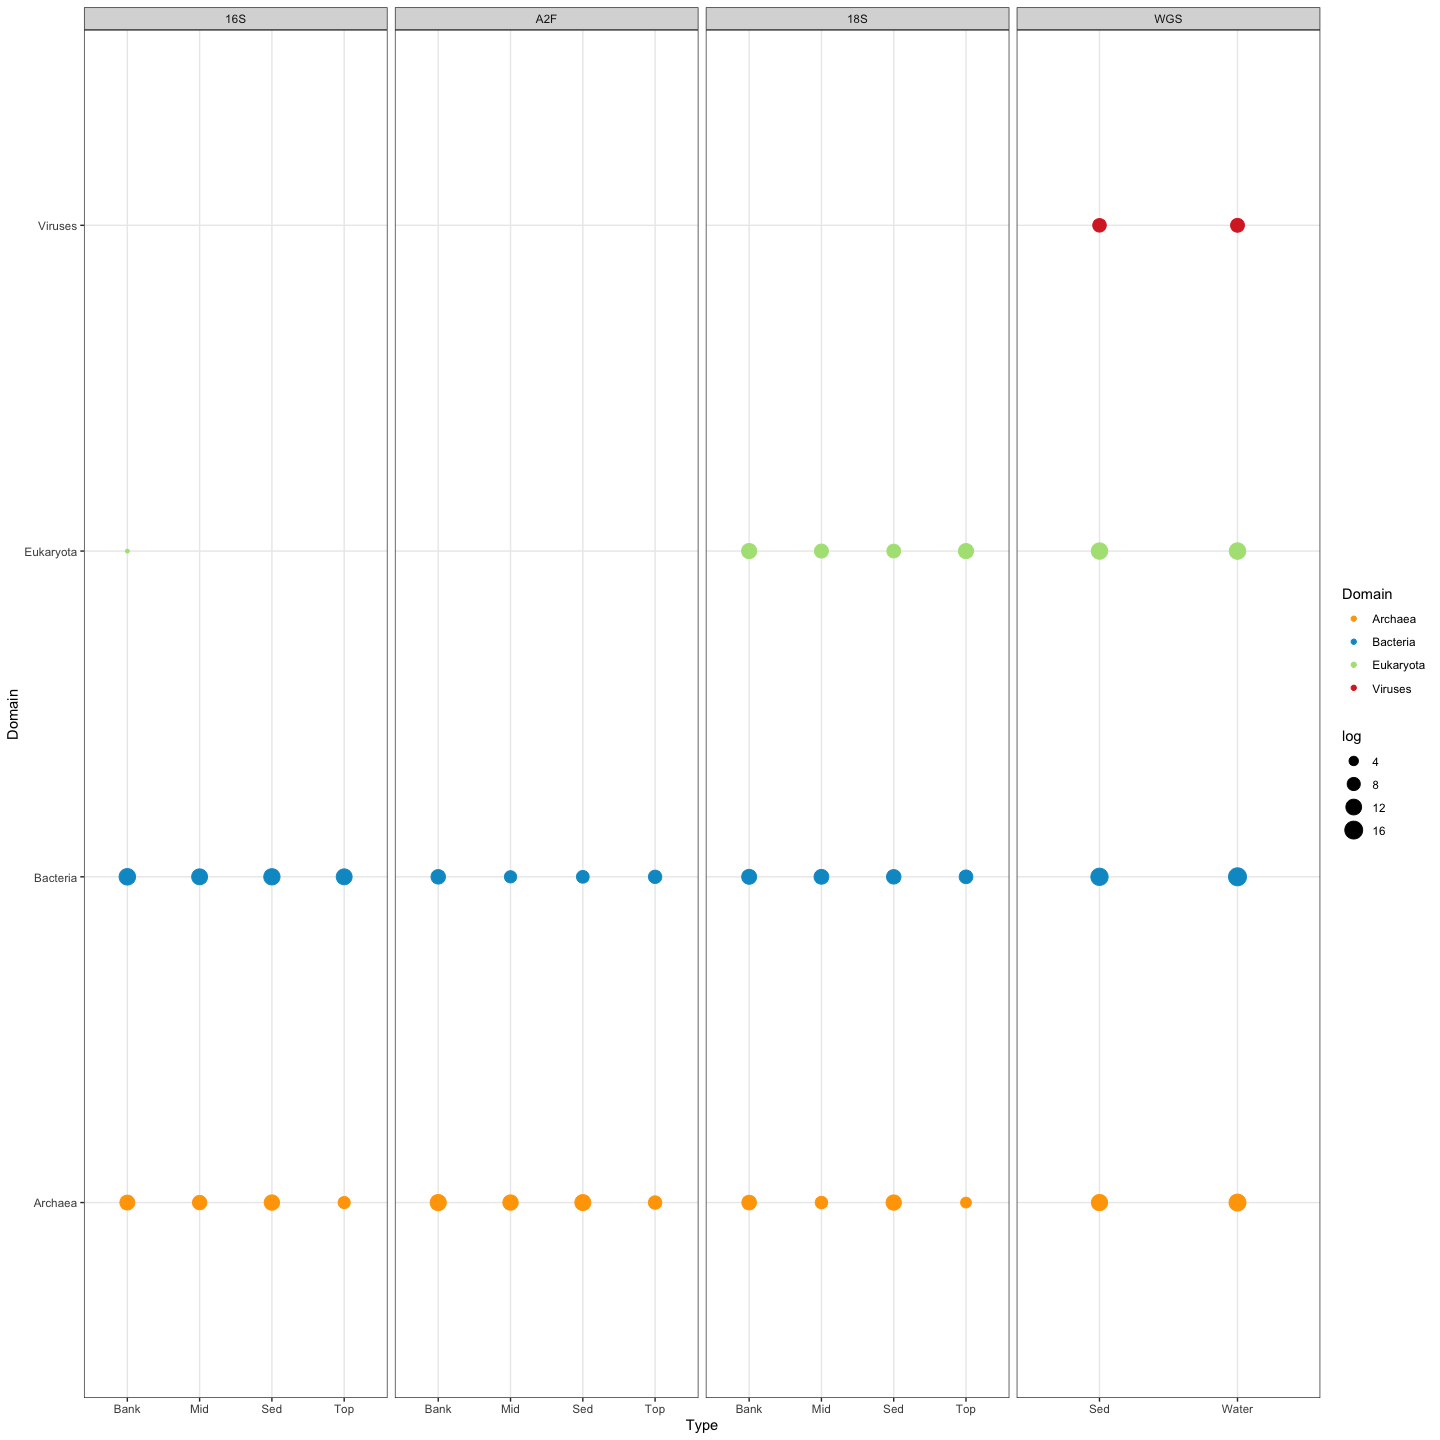 16S A2F 18S WGS
Viruses
Eukaryota
Bacteria
Archaea
Domain
Bank Mid Sed Top Bank Mid Sed Top Bank Mid Sed Top Sed Water
Type
Domain
Archaea
Bacteria
Eukaryota
Viruses
log
4
8
12
16